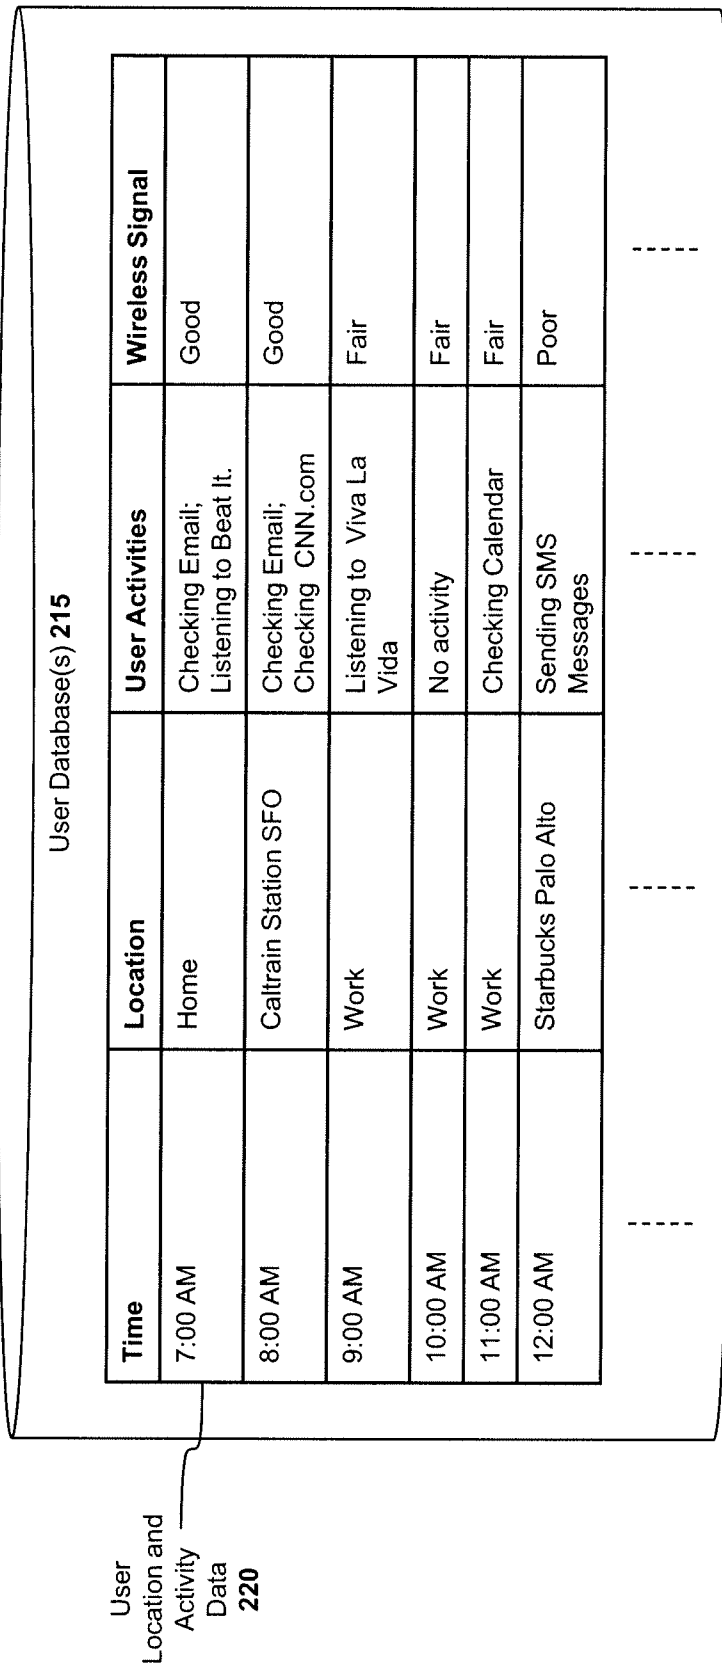 User Database(s) 215
User
Location and
Activity
Data
220
Time Location User Activities Wireless Signal
7:00 AM Home Checking Email; Good
Listening to Beat It.
8:00 AM Caltrain Station SFO Checking Email; Good
Checking CNN.com
9:00 AM Work Listening to Viva La Fair
Vida
10:00 AM Work No activity Fair
11:00 AM Work Checking Calendar Fair
12:00 AM Starbucks Palo Alto Sending SMS Poor
Messages